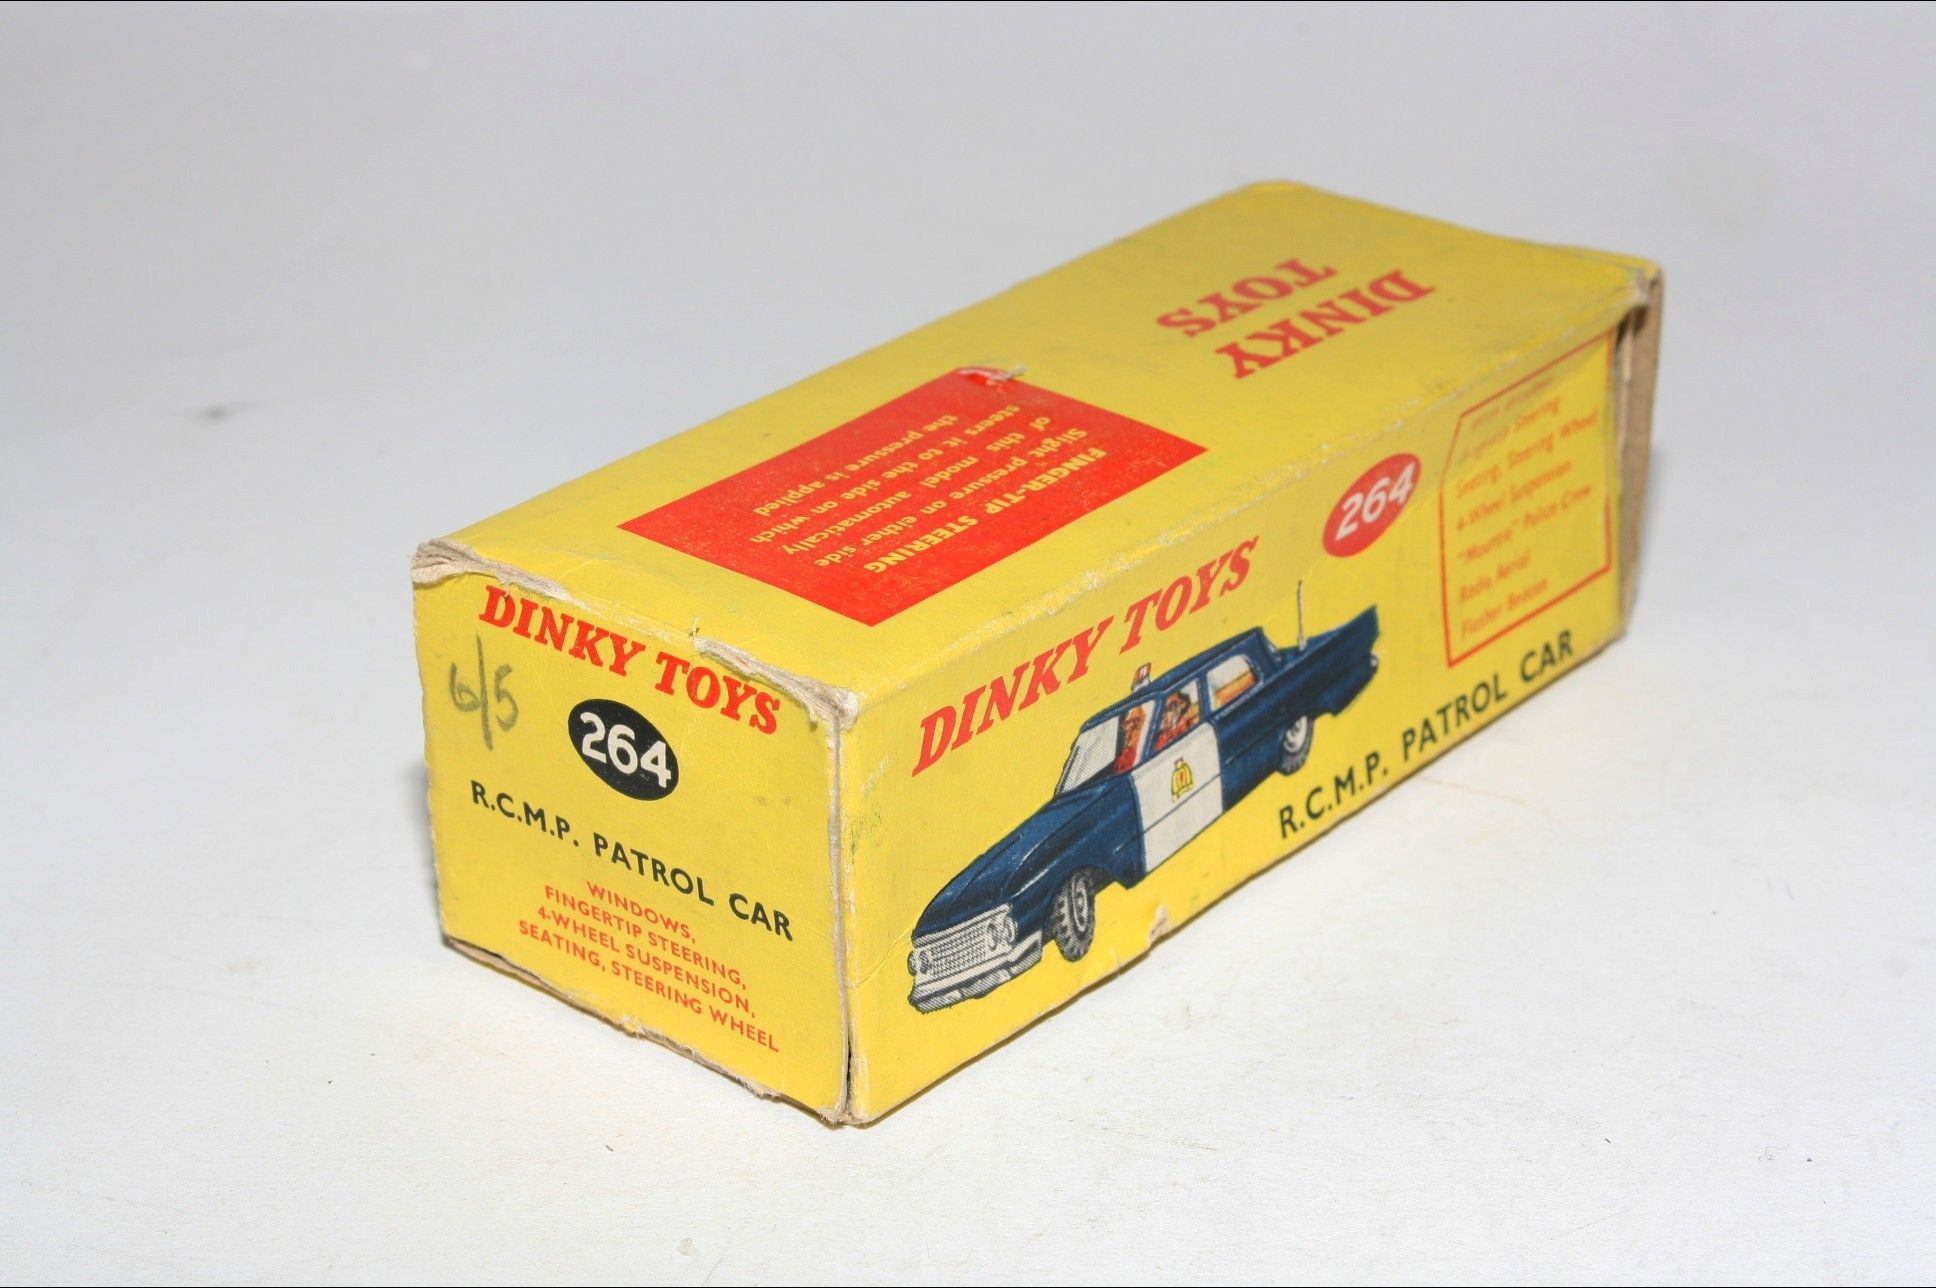 DINKY
TOYS
FINGER-TIP STEERING
Slight pressure on either side
of this model automatically
steers it to the side on which
the pressure is applied
DINKY TOYS
6/5
264
R.C.M.P. PATROL CAR
WINDOWS,
FINGERTIP STEERING,
4-WHEEL SUSPENSION,
SEATING, STEERING WHEEL
DINKY TOYS
264
Fingertip Steering
Seating, Steering Wheel
4-Wheel Suspension
"Mountie" Police Crew
Radio Aerial
Flasher Beacon
R.C.M.P. PATROL CAR